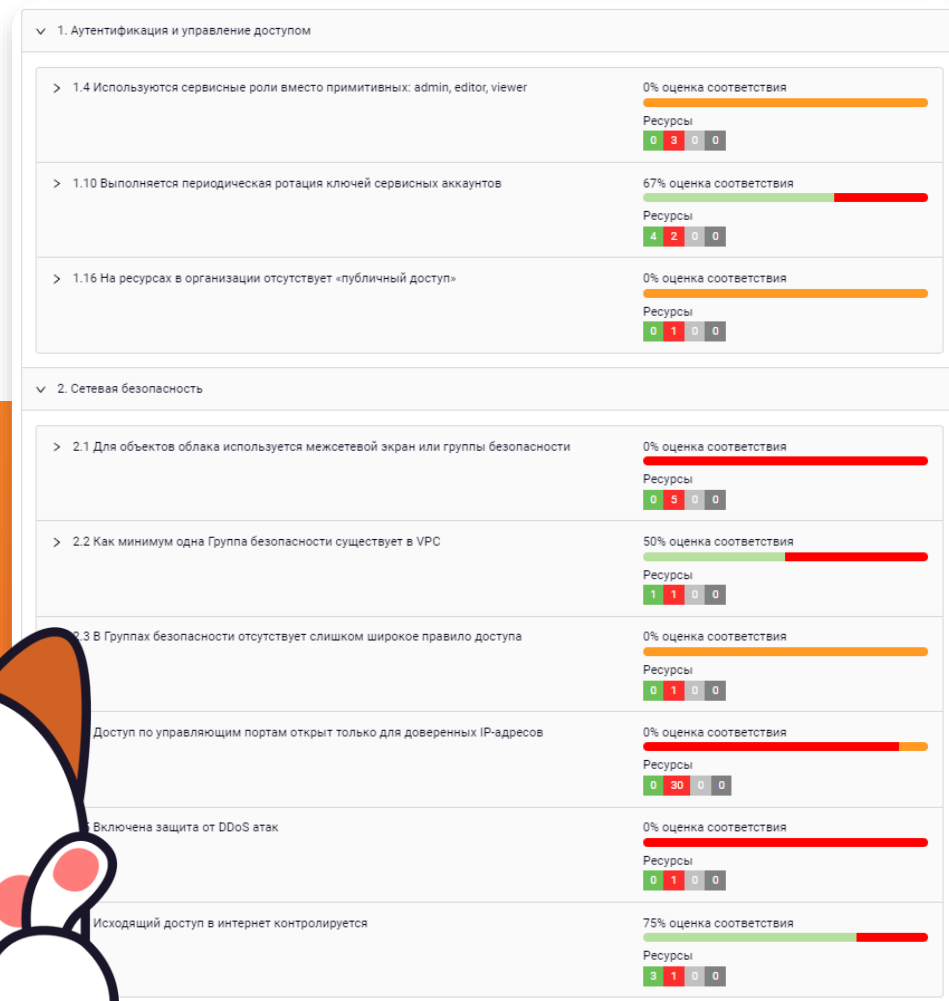 1. Аутентификация и управление доступом
1.4 Используются сервисные роли вместо примитивных: admin, editor, viewer
0% оценка соответствия
Ресурсы
0 3 0 0
1.10 Выполняется периодическая ротация ключей сервисных аккаунтов
67% оценка соответствия
Ресурсы
4 2 0 0
1.16 На ресурсах в организации отсутствует «публичный доступ»
0% оценка соответствия
Ресурсы
0 1 0 0
2. Сетевая безопасность
2.1 Для объектов облака используется межсетевой экран или группы безопасности
0% оценка соответствия
Ресурсы
0 5 0 0
2.2 Как минимум одна Группа безопасности существует в VPC
50% оценка соответствия
Ресурсы
1 1 0 0
2.3 В Группах безопасности отсутствует слишком широкое правило доступа
0% оценка соответствия
Ресурсы
0 1 0 0
Доступ по управляющим портам открыт только для доверенных IP-адресов
0% оценка соответствия
Ресурсы
0 30 0 0
Включена защита от DDoS атак
0% оценка соответствия
Ресурсы
0 1 0 0
Исходящий доступ в интернет контролируется
75% оценка соответствия
Ресурсы
3 1 0 0